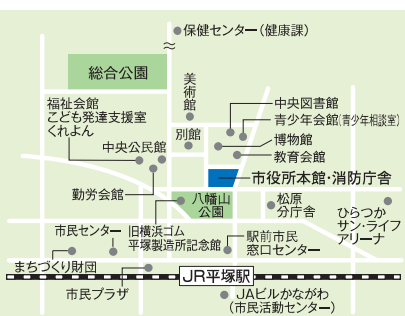 保健センター(健康課)
総合公園
美術館
福祉会館
こども発達支援室
くれよん
中央図書館
青少年会館(青少年相談室)
別館
博物館
中央公民館
教育会館
市役所本館・消防庁舎
勤労会館
八幡山
公園
松原
分庁舎
ひらつか
サン・ライフ
アリーナ
市民センター
旧横浜ゴム
平塚製造所記念館
駅前市民
窓口センター
まちづくり財団
JR平塚駅
市民プラザ
JAビルかながわ
(市民活動センター)